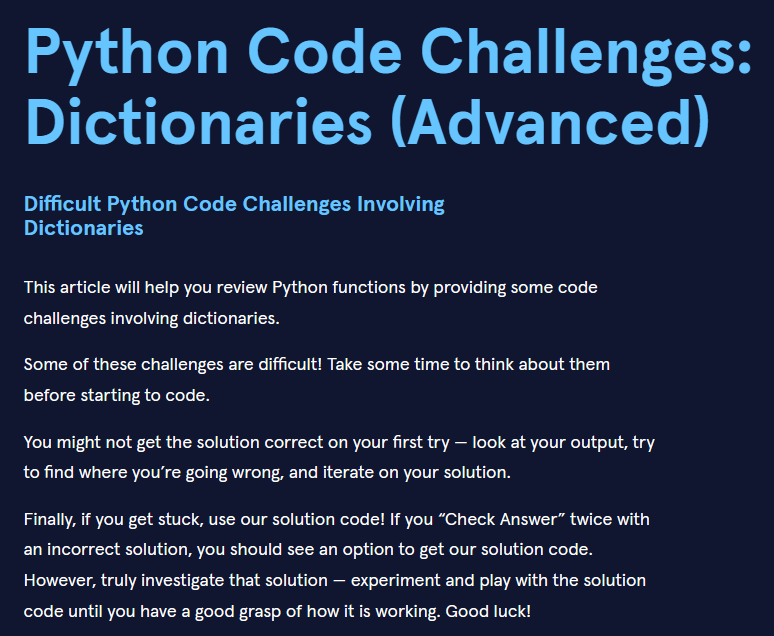 Python Code Challenges:
Dictionaries (Advanced)
Difficult Python Code Challenges Involving
Dictionaries
This article will help you review Python functions by providing some code
challenges involving dictionaries.
Some of these challenges are difficult! Take some time to think about them
before starting to code.
You might not get the solution correct on your first try — look at your output, try
to find where you’re going wrong, and iterate on your solution.
Finally, if you get stuck, use our solution code! If you “Check Answer” twice with
an incorrect solution, you should see an option to get our solution code.
However, truly investigate that solution — experiment and play with the solution
code until you have a good grasp of how it is working. Good luck!